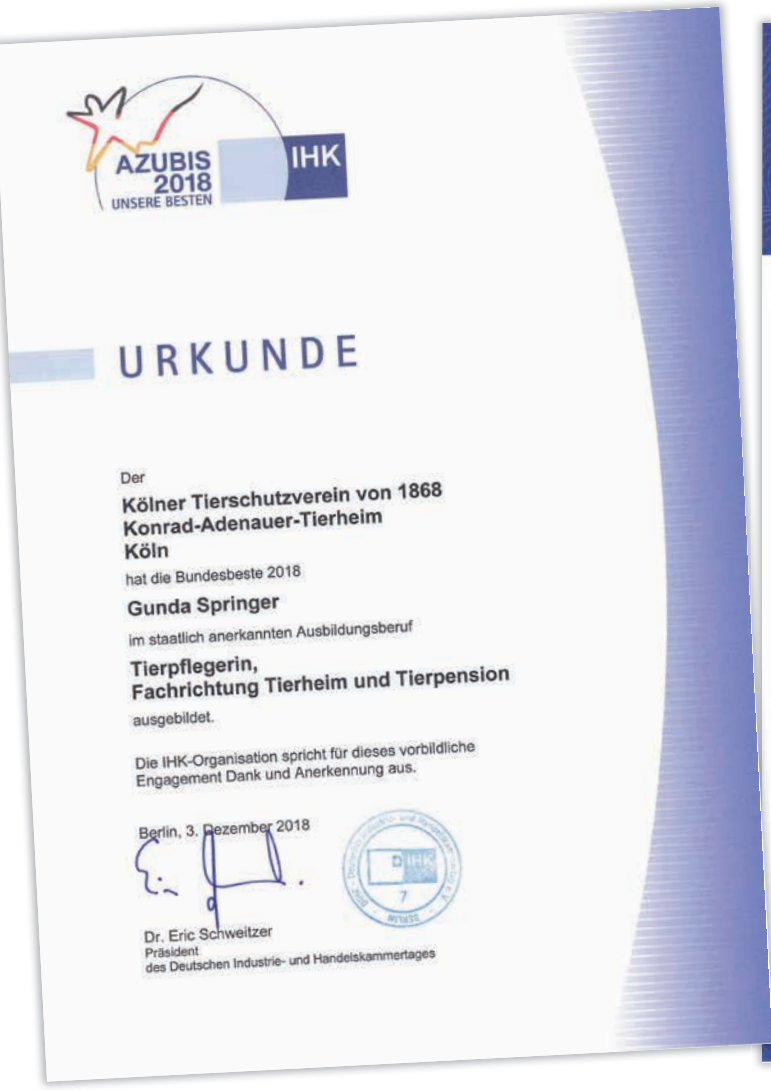 AZUBIS
2018
UNSERE BESTEN
IHK
URKUNDE
Der
Kölner Tierschutzverein von 1868
Konrad-Adenauer-Tierheim
Köln
hat die Bundesbeste 2018
Gunda Springer
im staatlich anerkannten Ausbildungsberuf
Tierpflegerin,
Fachrichtung Tierheim und Tierpension
ausgebildet.
Die IHK-Organisation spricht für dieses vorbildliche
Engagement Dank und Anerkennung aus.
Berlin, 3. Dezember 2018
DIHK
7
BERLIN
Dr. Eric Schweitzer
Präsident
des Deutschen Industrie- und Handelskammertages